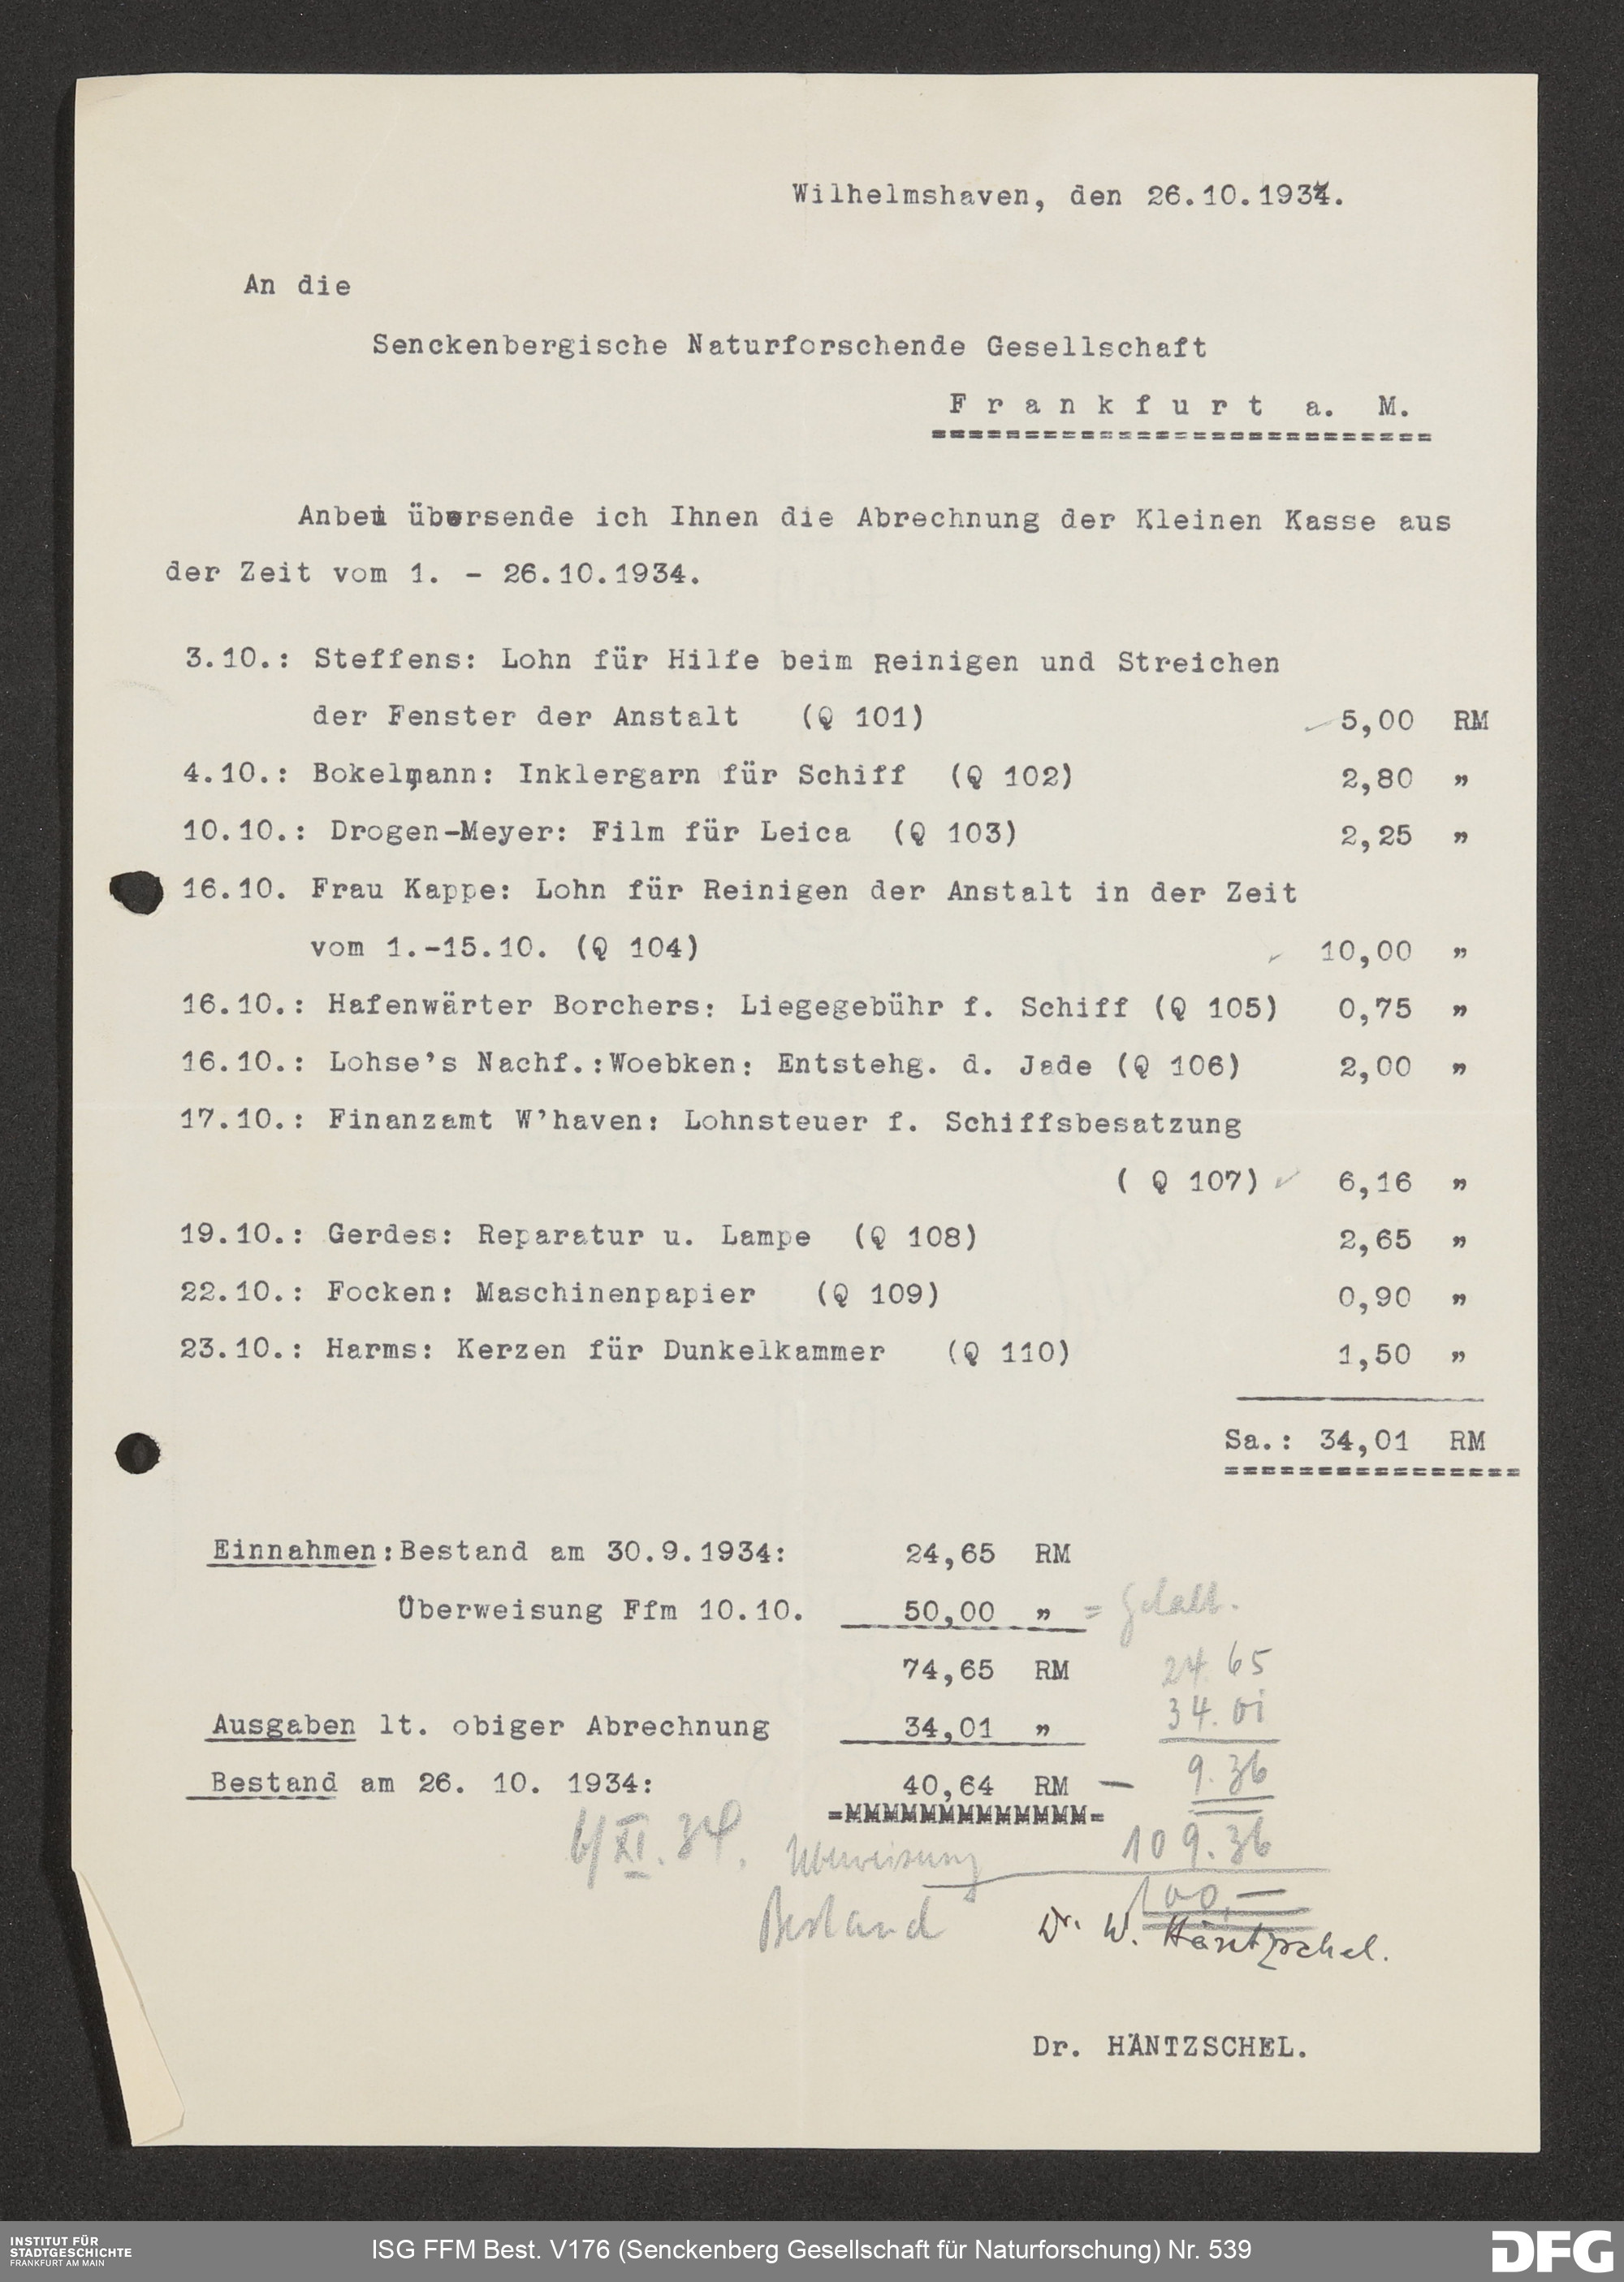 Wilhelmshaven, den 26.10.1934.
An die
Senckenbergische Naturforschende Gesellschaft
F r a n k f u r t  a.  M.
===========================
Anbei übersende ich Ihnen die Abrechnung der Kleinen Kasse aus
der Zeit vom 1. - 26.10.1934.
3.10.: Steffens: Lohn für Hilfe beim Reinigen und Streichen
der Fenster der Anstalt (Q 101) 5,00 RM
4.10.: Bokelmann: Inklergarn für Schiff (Q 102) 2,80 "
10.10.: Drogen-Meyer: Film für Leica (Q 103) 2,25 "
16.10. Frau Kappe: Lohn für Reinigen der Anstalt in der Zeit
vom 1.-15.10. (Q 104) 10,00 "
16.10.: Hafenwärter Borchers: Liegegebühr f. Schiff (Q 105) 0,75 "
16.10.: Lohse's Nachf.:Woebken: Entstehg. d. Jade (Q 106) 2,00 "
17.10.: Finanzamt W'haven: Lohnsteuer f. Schiffsbesatzung
( Q 107) 6,16 "
19.10.: Gerdes: Reparatur u. Lampe (Q 108) 2,65 "
22.10.: Focken: Maschinenpapier (Q 109) 0,90 "
23.10.: Harms: Kerzen für Dunkelkammer (Q 110) 1,50 "
Sa.: 34,01 RM
================
Einnahmen:Bestand am 30.9.1934: 24,65 RM
Überweisung Ffm 10.10. 50,00 " =
74,65 RM 24.65
Ausgaben lt. obiger Abrechnung 34,01 " 34.01
Bestand am 26. 10. 1934: 40,64 RM — 9.36
6/XI.34. Überweisung 109.36
Bestand 100,—
Dr. W. Häntzschel.
Dr. HÄNTZSCHEL.
INSTITUT FÜR
STADTGESCHICHTE
FRANKFURT AM MAIN
ISG FFM Best. V176 (Senckenberg Gesellschaft für Naturforschung) Nr. 539
DFG